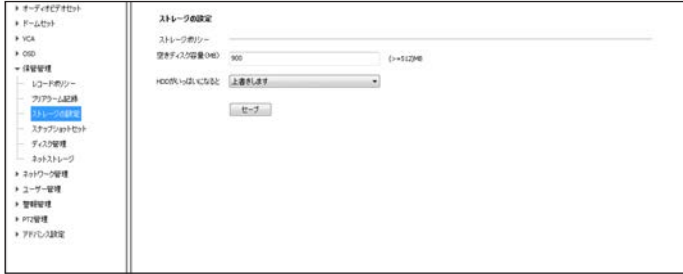 オーディオビデオセット
ドームセット
VCA
OSD
保管管理
レコードポリシー
プリアラーム記録
ストレージの設定
スナップショットセット
ディスク管理
ネットストレージ
ネットワーク管理
ユーザー管理
警報管理
PTZ管理
アドバンス設定
ストレージの設定
ストレージポリシー
空きディスク容量(MB) 900 (>=512)MB
HDDがいっぱいになると 上書きします
セーブ